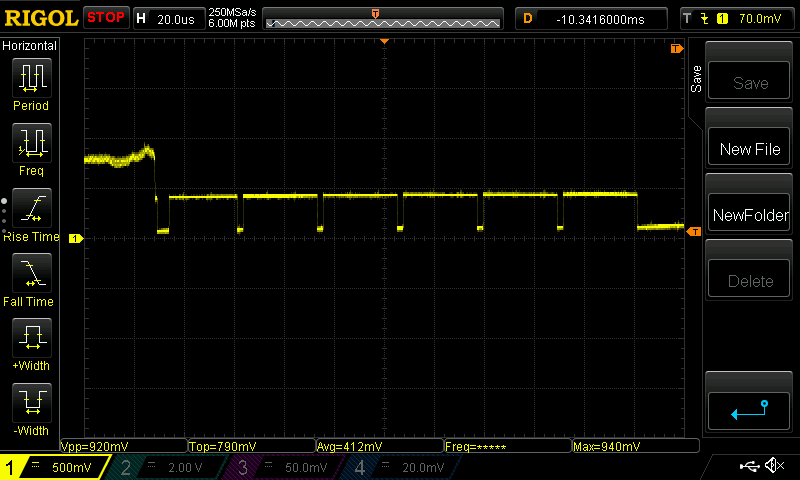 RIGOL STOP H 20.0us 250MSa/s 6.00M pts T D -10.3416000ms T 1 70.0mV
Horizontal
Period
Freq
Rise Time
Fall Time
+Width
-Width
T
1
T
Save
Save
New File
NewFolder
Delete
Vpp=920mV Top=790mV Avg=412mV Freq=***** Max=940mV
1 500mV 2 2.00 V 3 50.0mV 4 20.0mV